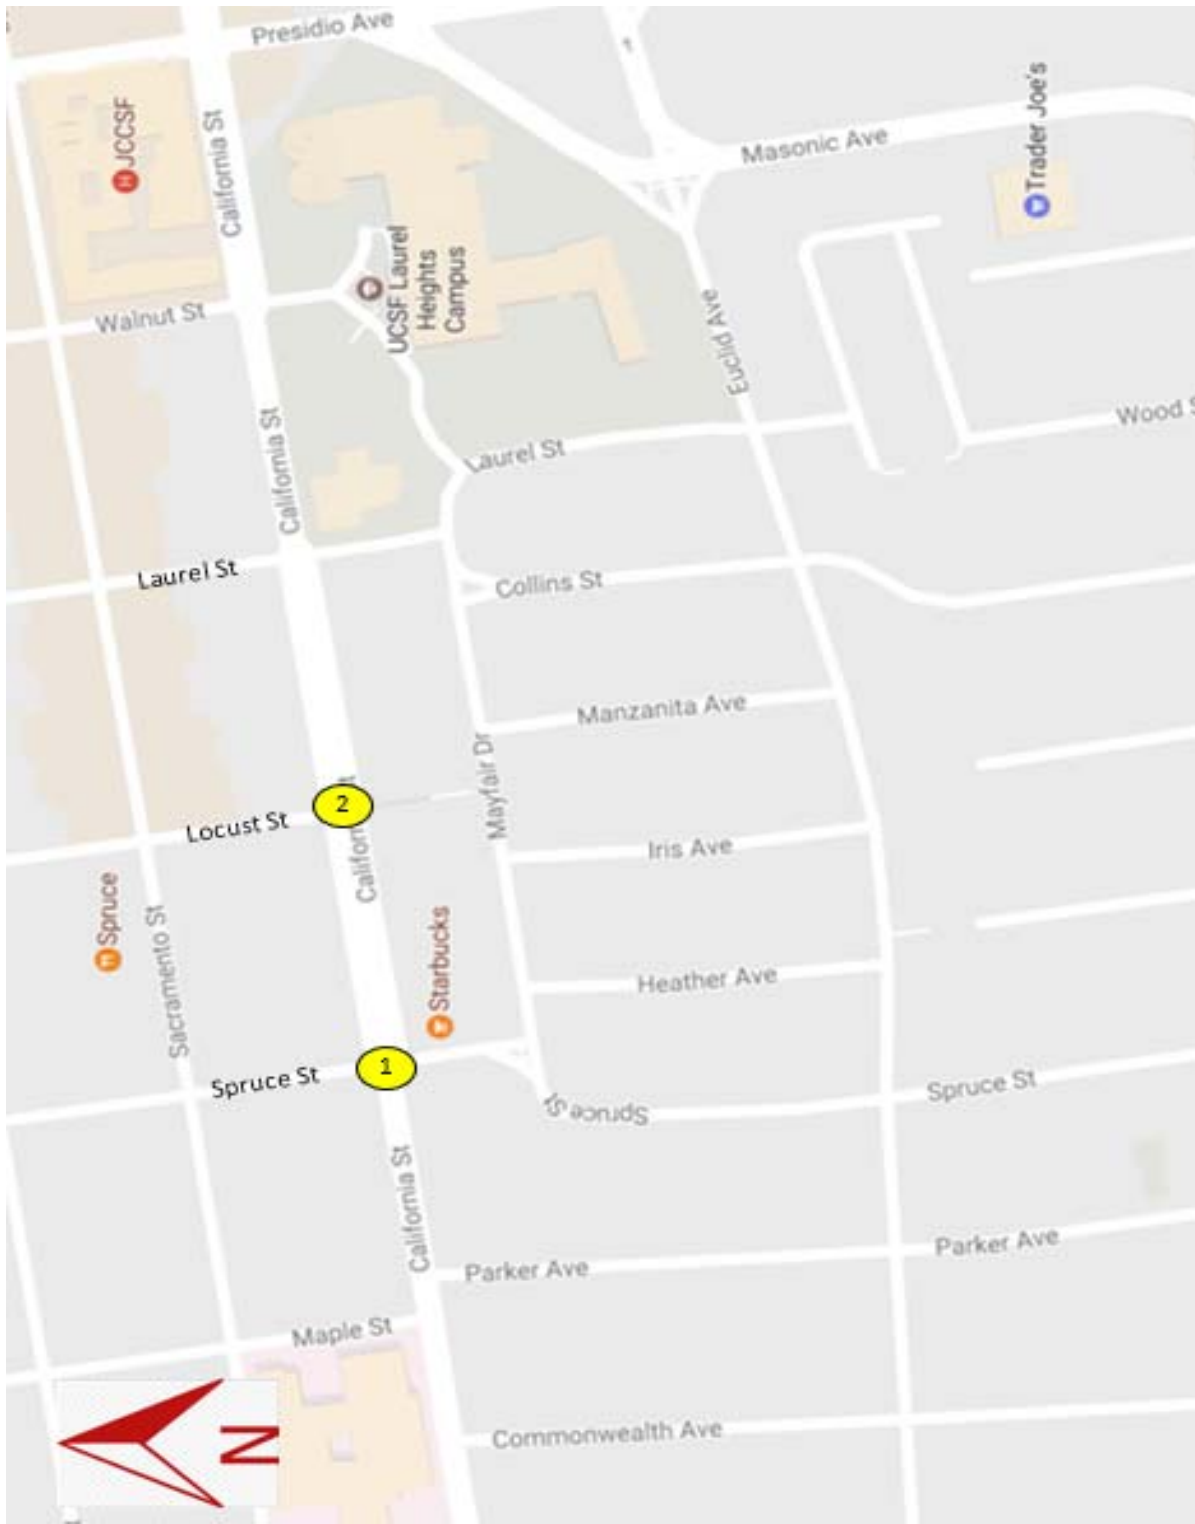 Presidio Ave
JCCSF
California St
Trader Joe's
Masonic Ave
UCSF Laurel
Heights
Campus
Walnut St
Euclid Ave
California St
Wood
Laurel St
Laurel St
Collins St
Manzanita Ave
Mayfair Dr
2
Locust St
Iris Ave
Spruce
Sacramento St
Starbucks
Heather Ave
1
Spruce St
Spruce St
Spruce St
California St
Parker Ave
Parker Ave
Maple St
N
Commonwealth Ave